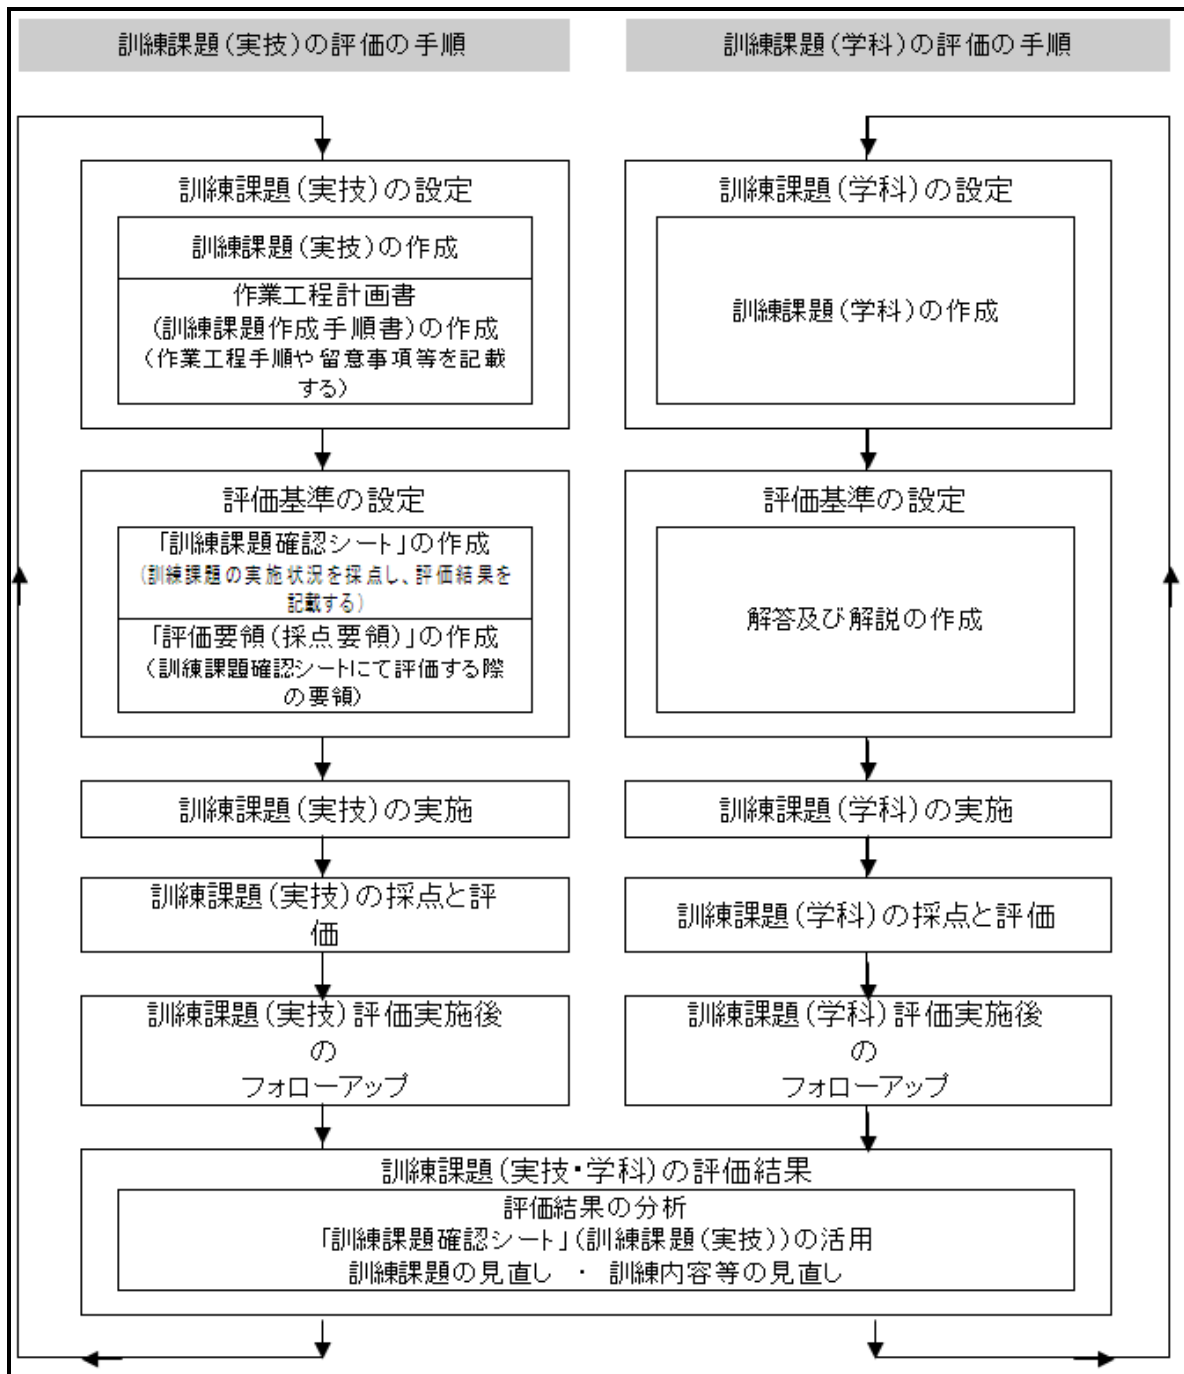 訓練課題(実技)の評価の手順
訓練課題(学科)の評価の手順
訓練課題(実技)の設定
訓練課題(実技)の作成
作業工程計画書
(訓練課題作成手順書)の作成
(作業工程手順や留意事項等を記載
する)
評価基準の設定
「訓練課題確認シート」の作成
(訓練課題の実施状況を採点し、評価結果を
記載する)
「評価要領(採点要領)」の作成
(訓練課題確認シートにて評価する際
の要領)
訓練課題(実技)の実施
訓練課題(実技)の採点と評
価
訓練課題(実技)評価実施後
の
フォローアップ
訓練課題(学科)の設定
訓練課題(学科)の作成
評価基準の設定
解答及び解説の作成
訓練課題(学科)の実施
訓練課題(学科)の採点と評価
訓練課題(学科)評価実施後
の
フォローアップ
訓練課題(実技・学科)の評価結果
評価結果の分析
「訓練課題確認シート」(訓練課題(実技))の活用
訓練課題の見直し ・ 訓練内容等の見直し